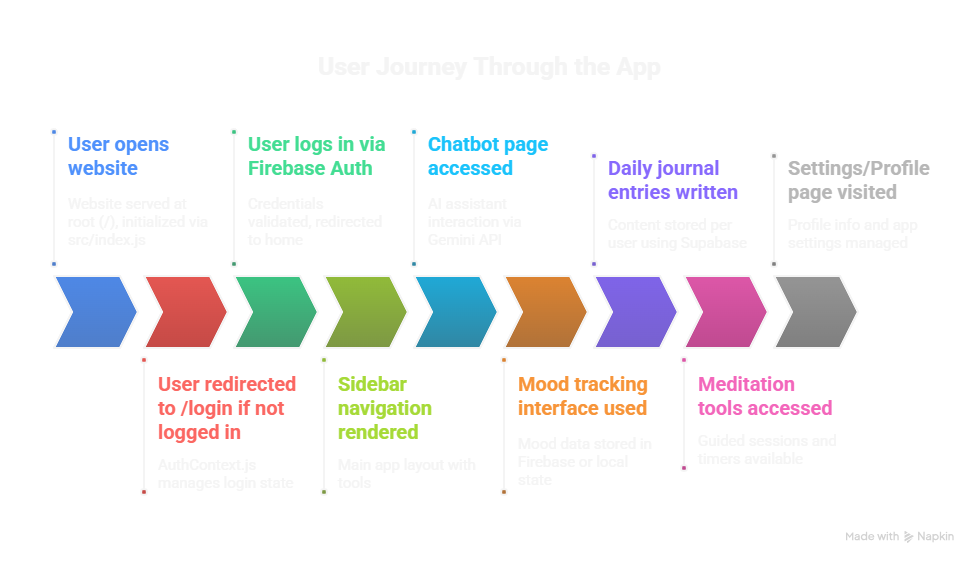 User Journey Through the App
User opens
website
Website served at
root (/), initialized via
src/index.js
User logs in via
Firebase Auth
Credentials
validated, redirected
to home
Chatbot page
accessed
AI assistant
interaction via
Gemini API
Daily journal
entries written
Content stored per
user using Supabase
Settings/Profile
page visited
Profile info and app
settings managed
User redirected
to /login if not
logged in
AuthContext.js
manages login state
Sidebar
navigation
rendered
Main app layout with
tools
Mood tracking
interface used
Mood data stored in
Firebase or local
state
Meditation
tools accessed
Guided sessions and
timers available
Made with Napkin